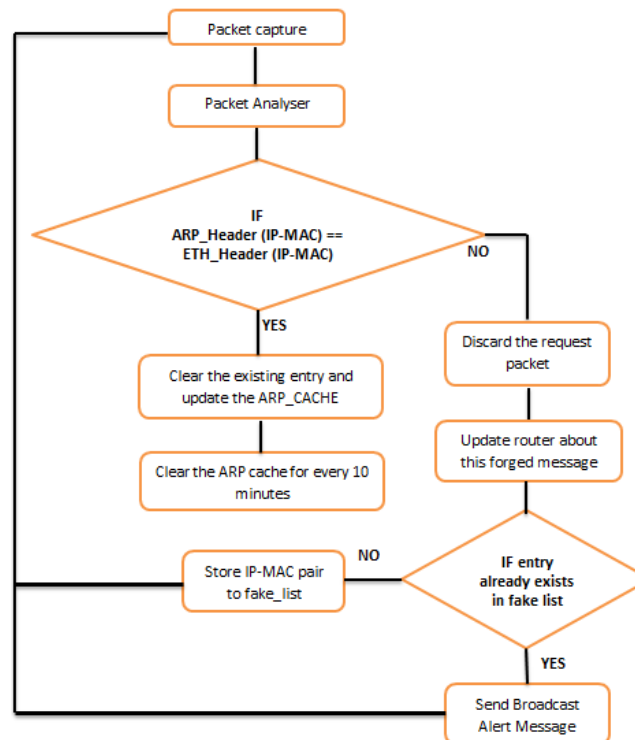 Packet capture
Packet Analyser
IF
ARP_Header (IP-MAC) ==
ETH_Header (IP-MAC)
NO
YES
Discard the request
packet
Clear the existing entry and
update the ARP_CACHE
Update router about
this forged message
Clear the ARP cache for every 10
minutes
NO
IF entry
already exists
in fake list
Store IP-MAC pair
to fake_list
YES
Send Broadcast
Alert Message